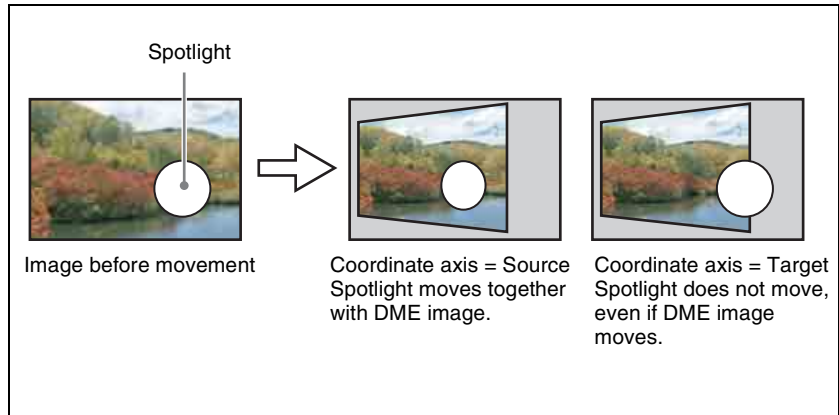 Spotlight
Image before movement
Coordinate axis = Source
Spotlight moves together
with DME image.
Coordinate axis = Target
Spotlight does not move,
even if DME image
moves.